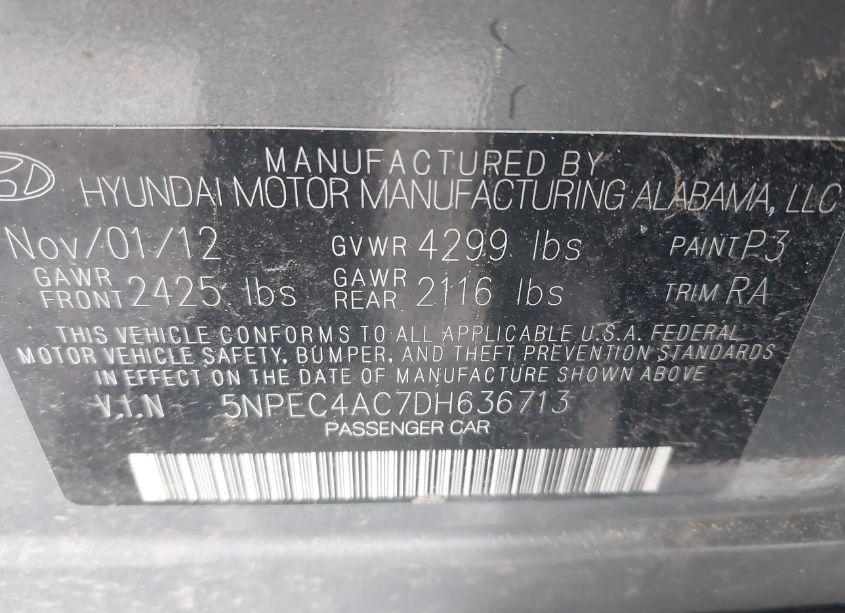 MANUFACTURED BY
HYUNDAI MOTOR MANUFACTURING ALABAMA, LLC
Nov/01/12 GVWR 4299 lbs PAINT P3
GAWR FRONT 2425 lbs GAWR REAR 2116 lbs TRIM RA
THIS VEHICLE CONFORMS TO ALL APPLICABLE U.S.A. FEDERAL
MOTOR VEHICLE SAFETY, BUMPER, AND THEFT PREVENTION STANDARDS
IN EFFECT ON THE DATE OF MANUFACTURE SHOWN ABOVE.
V.I.N 5NPEC4AC7DH636713
PASSENGER CAR